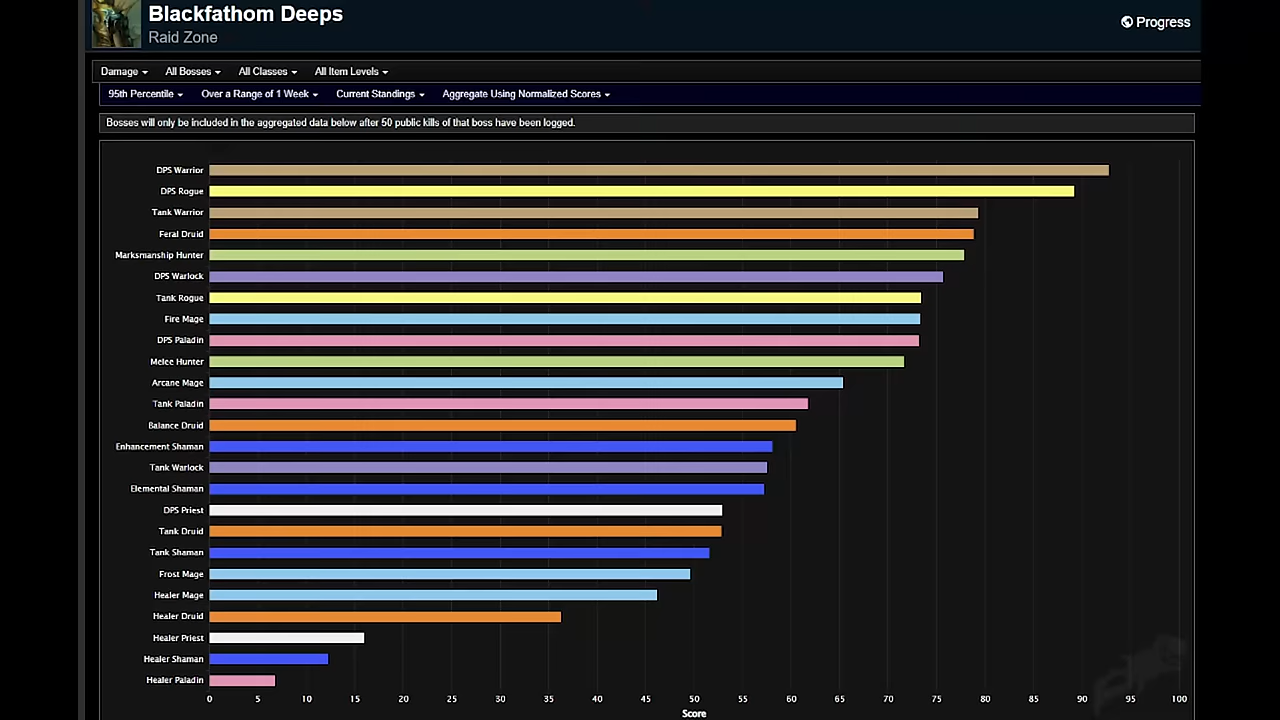 Blackfathom Deeps
Raid Zone
Progress
Damage All Bosses All Classes All Item Levels
95th Percentile Over a Range of 1 Week Current Standings Aggregate Using Normalized Scores
Bosses will only be included in the aggregated data below after 50 public kills of that boss have been logged.
DPS Warrior
DPS Rogue
Tank Warrior
Feral Druid
Marksmanship Hunter
DPS Warlock
Tank Rogue
Fire Mage
DPS Paladin
Melee Hunter
Arcane Mage
Tank Paladin
Balance Druid
Enhancement Shaman
Tank Warlock
Elemental Shaman
DPS Priest
Tank Druid
Tank Shaman
Frost Mage
Healer Mage
Healer Druid
Healer Priest
Healer Shaman
Healer Paladin
0 5 10 15 20 25 30 35 40 45 50 55 60 65 70 75 80 85 90 95 100
Score